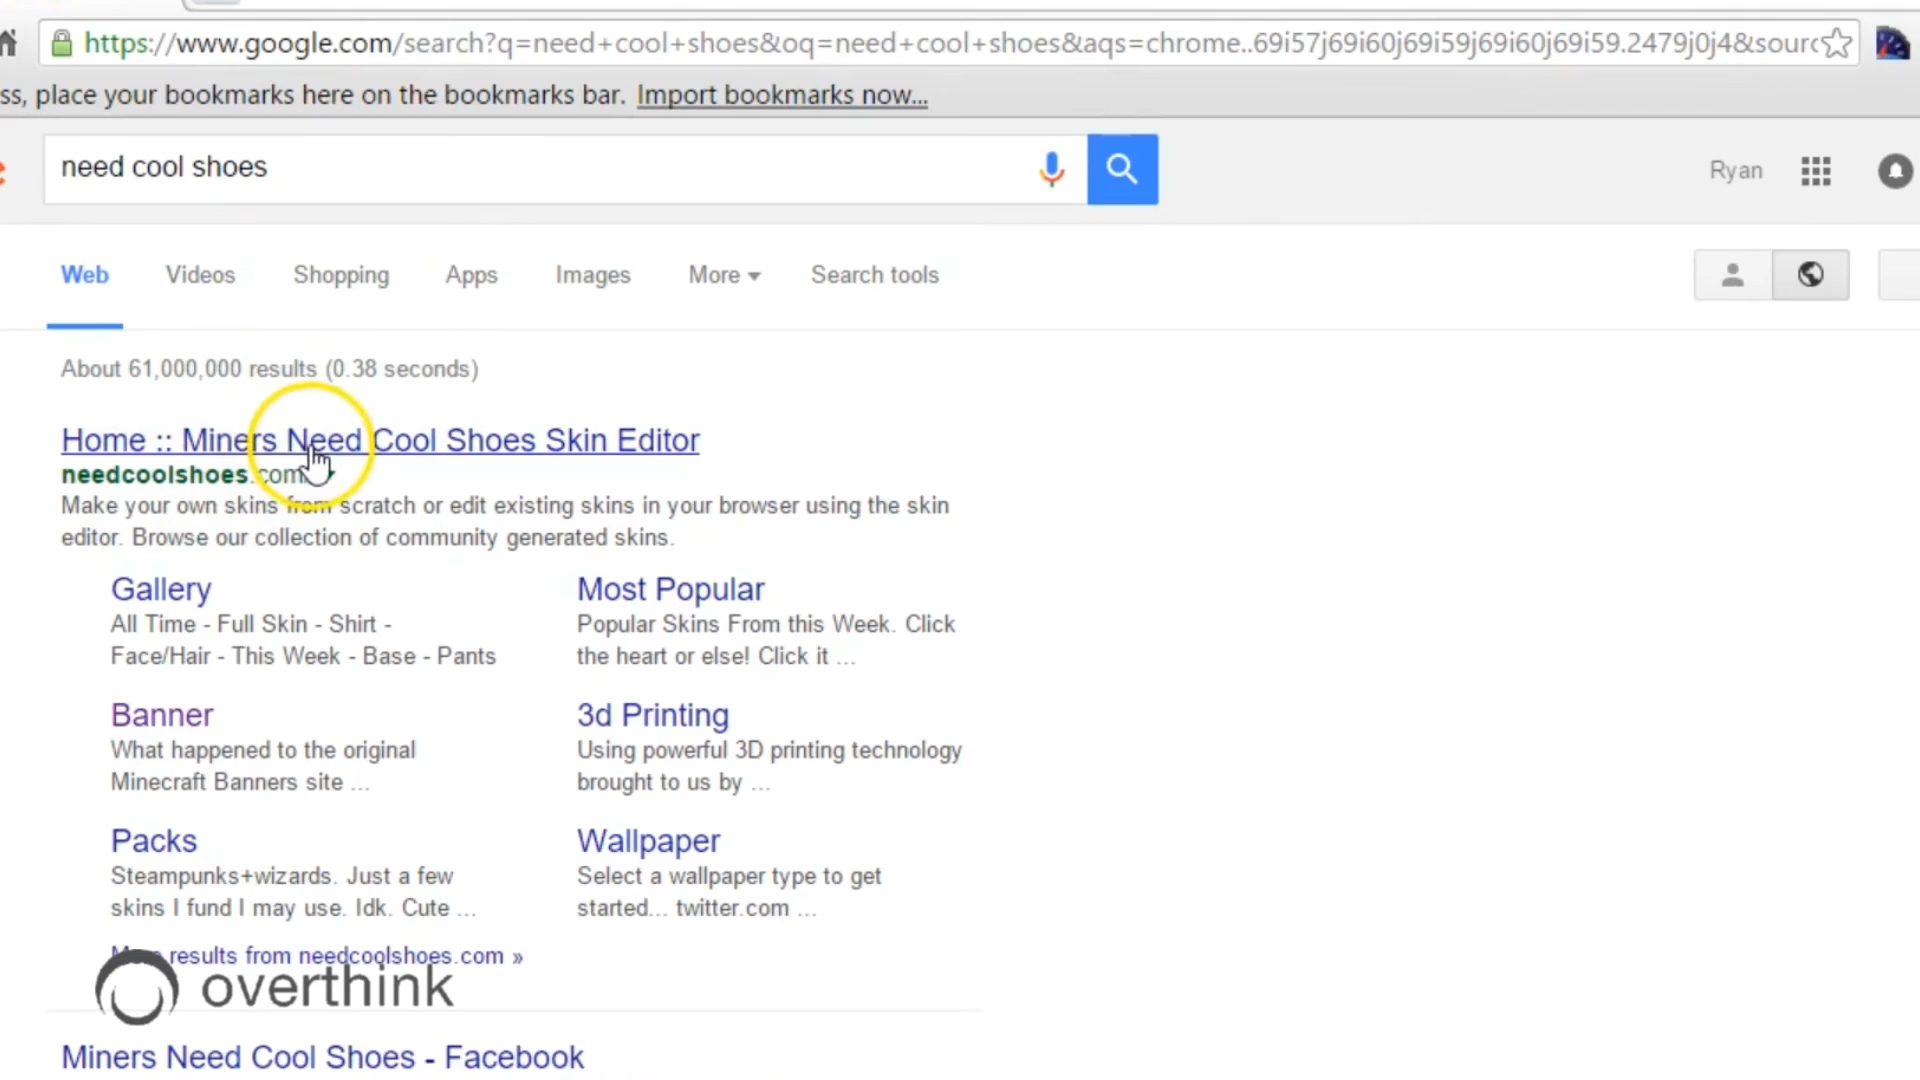 https://www.google.com/search?q=need+cool+shoes&oq=need+cool+shoes&aqs=chrome..69i57j69i60j69i59j69i60j69i59.2479j0j4&sourc
ss, place your bookmarks here on the bookmarks bar. Import bookmarks now...
need cool shoes
Ryan
Web Videos Shopping Apps Images More Search tools
About 61,000,000 results (0.38 seconds)
Home :: Miners Need Cool Shoes Skin Editor
needcoolshoes.com
Make your own skins from scratch or edit existing skins in your browser using the skin
editor. Browse our collection of community generated skins.
Gallery
All Time - Full Skin - Shirt -
Face/Hair - This Week - Base - Pants
Most Popular
Popular Skins From this Week. Click
the heart or else! Click it ...
Banner
What happened to the original
Minecraft Banners site ...
3d Printing
Using powerful 3D printing technology
brought to us by ...
Packs
Steampunks+wizards. Just a few
skins I fund I may use. Idk. Cute ...
Wallpaper
Select a wallpaper type to get
started... twitter.com ...
More results from needcoolshoes.com »
overthink
Miners Need Cool Shoes - Facebook